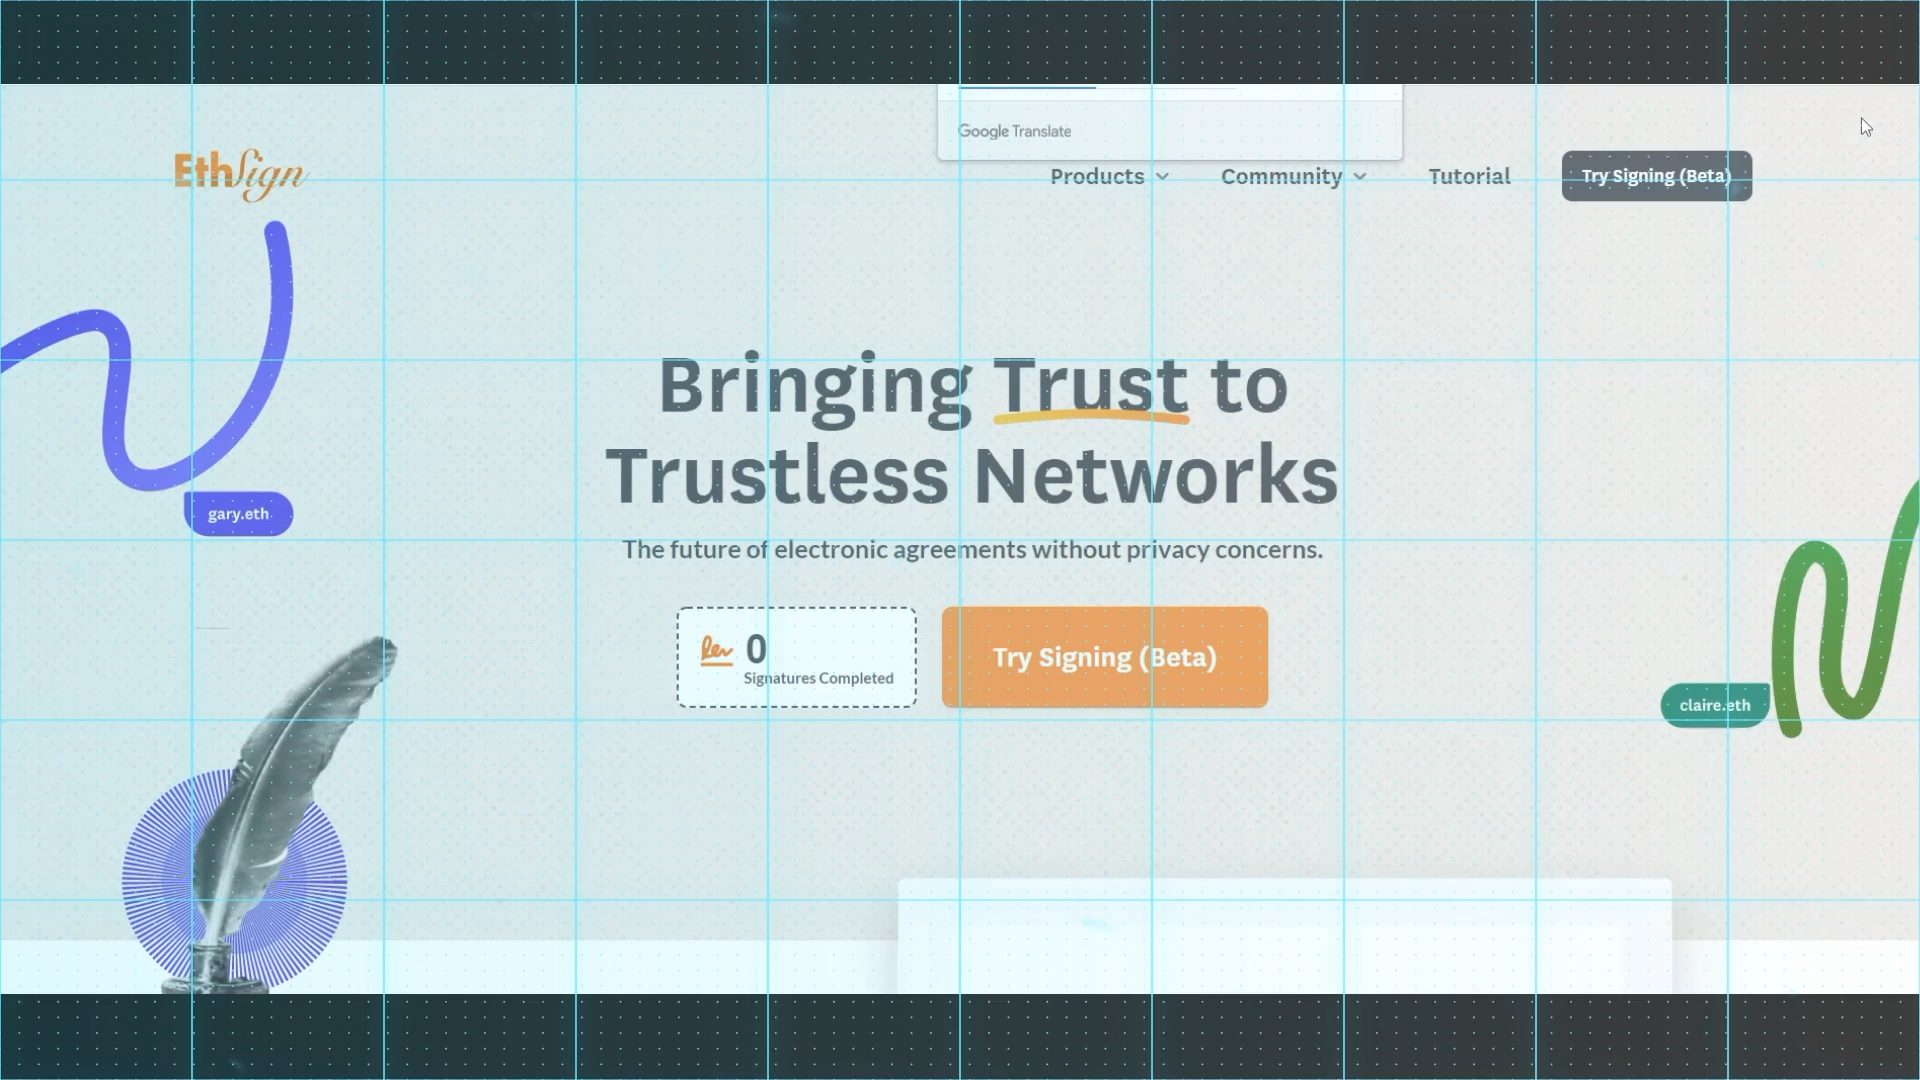 Google Translate
EthSign
Products
Community
Tutorial
Try Signing (Beta)
Bringing Trust to
Trustless Networks
gary.eth
The future of electronic agreements without privacy concerns.
0
Signatures Completed
Try Signing (Beta)
claire.eth